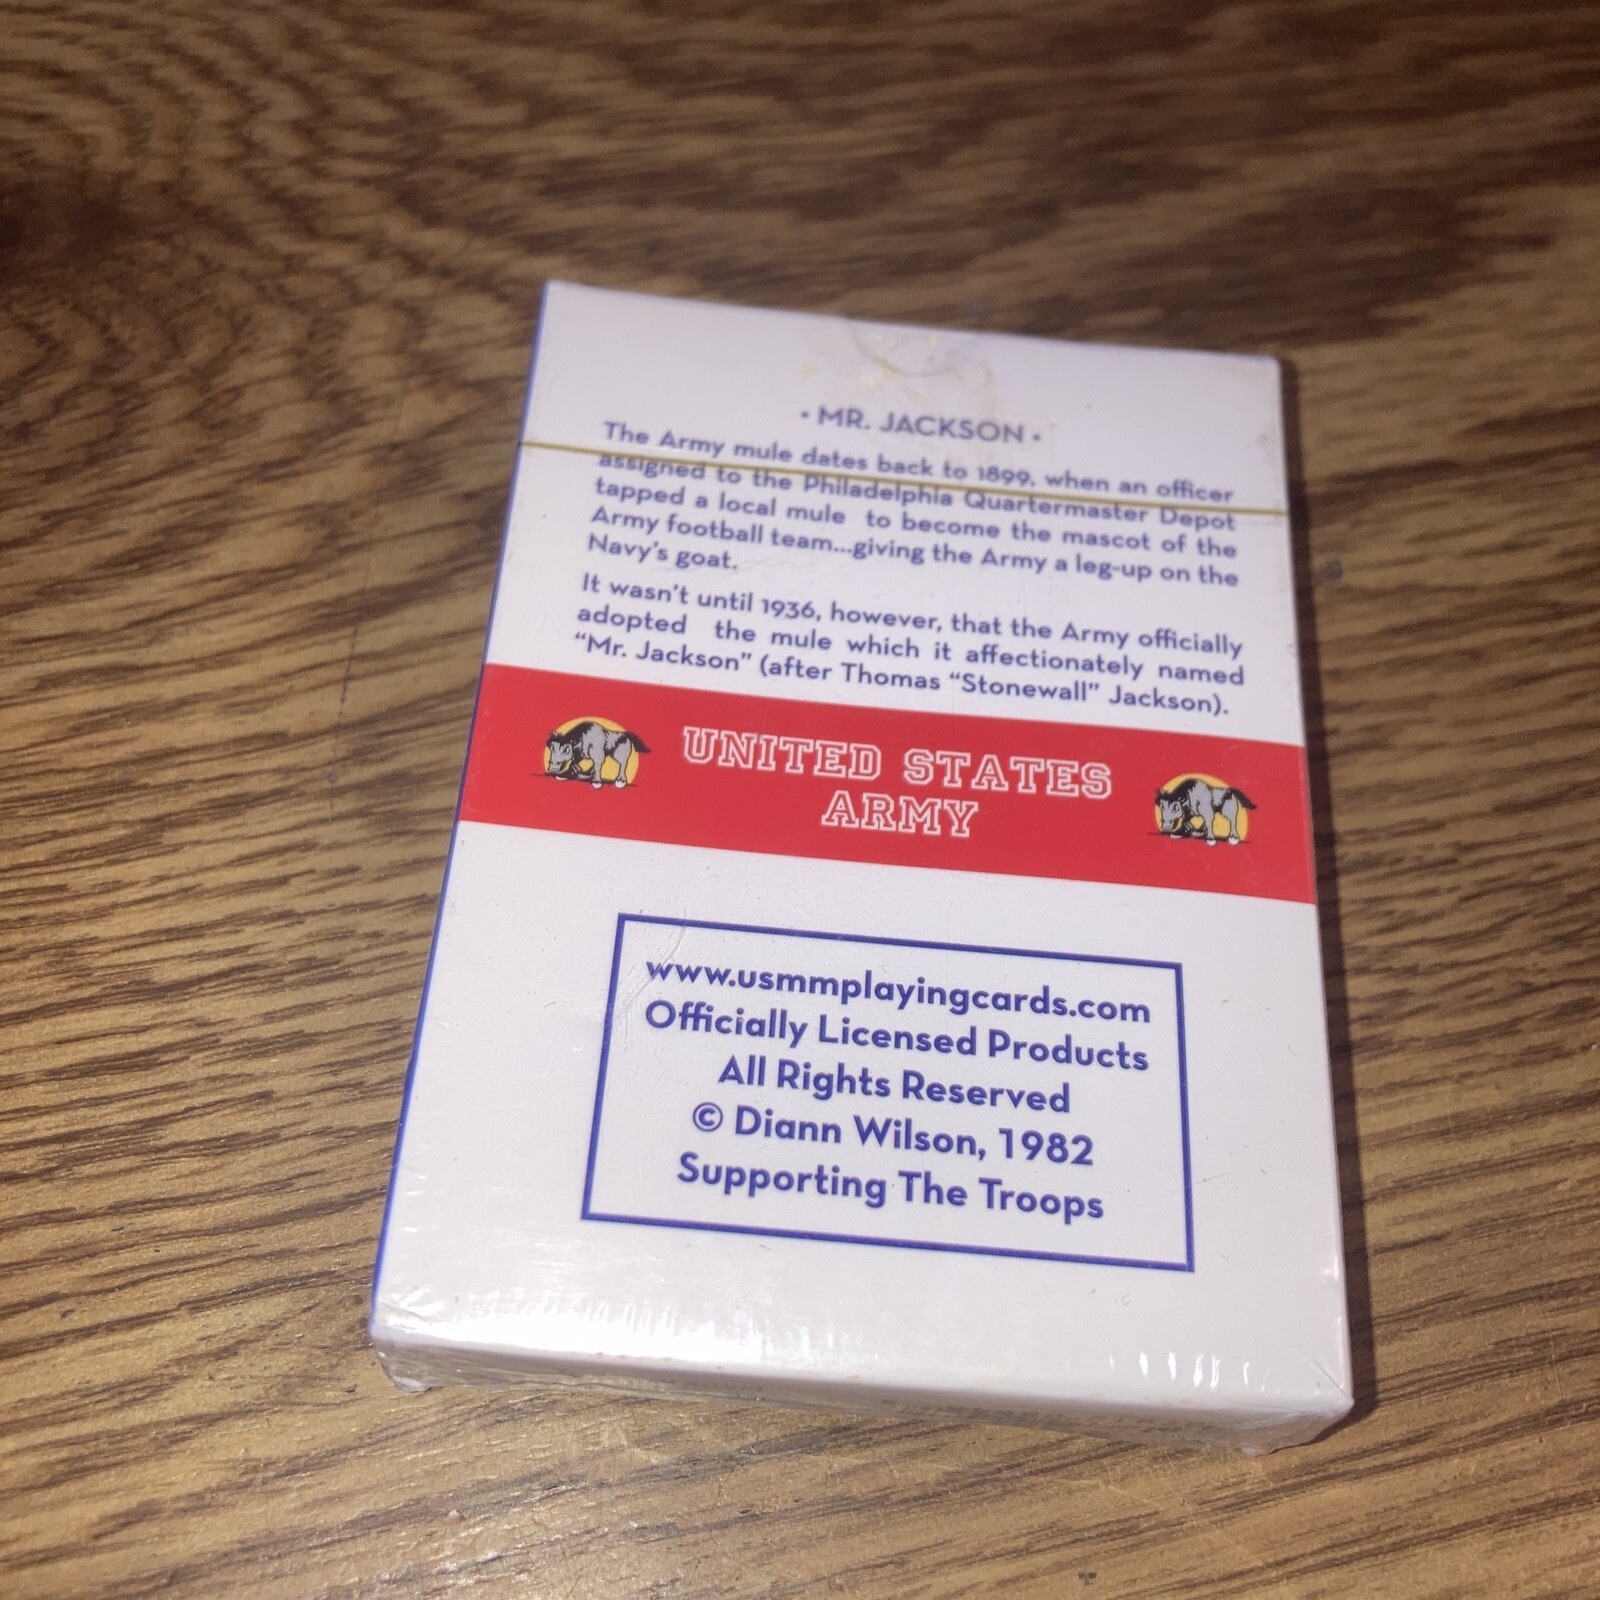 • MR. JACKSON •
The Army mule dates back to 1899, when an officer
assigned to the Philadelphia Quartermaster Depot
tapped a local mule to become the mascot of the
Army football team...giving the Army a leg-up on the
Navy's goat.
It wasn't until 1936, however, that the Army officially
adopted the mule which it affectionately named
“Mr. Jackson” (after Thomas “Stonewall” Jackson).
UNITED STATES
ARMY
www.usmmplayingcards.com
Officially Licensed Products
All Rights Reserved
© Diann Wilson, 1982
Supporting The Troops